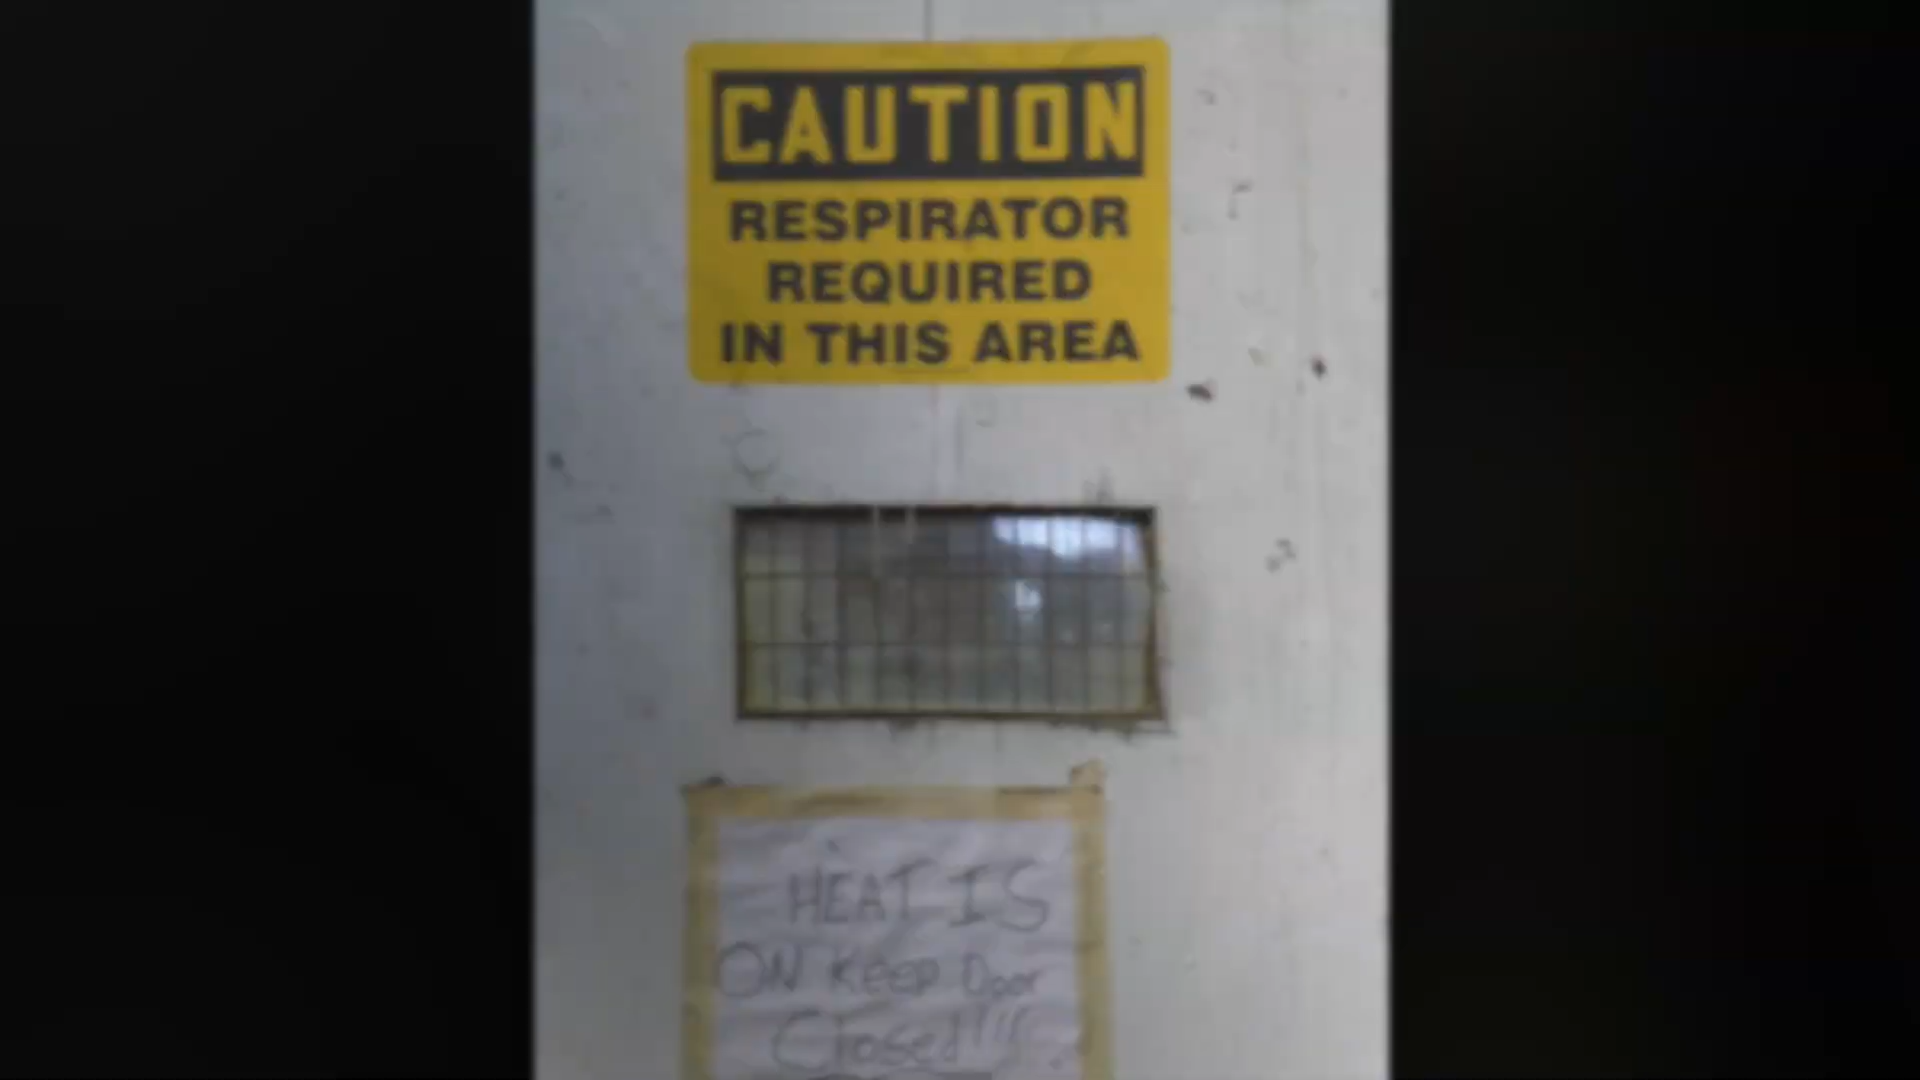 CAUTION
RESPIRATOR
REQUIRED
IN THIS AREA
HEAT IS
ON Keep Door
Closed!!!